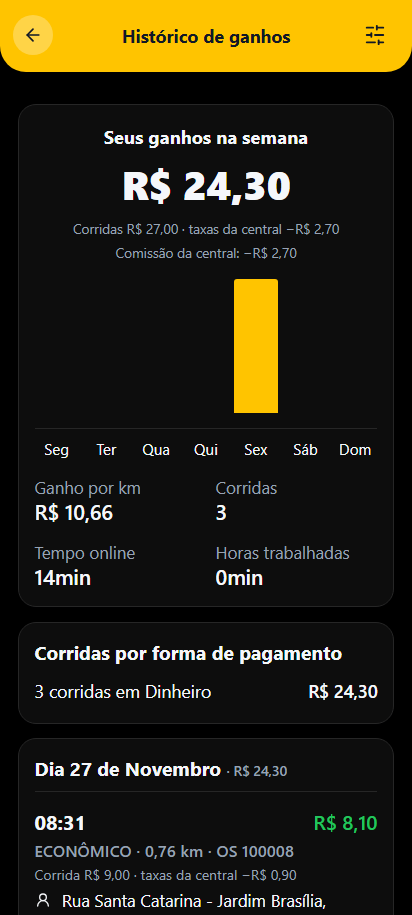 Histórico de ganhos
Seus ganhos na semana
R$ 24,30
Corridas R$ 27,00 · taxas da central −R$ 2,70
Comissão da central: −R$ 2,70
Seg Ter Qua Qui Sex Sáb Dom
Ganho por km Corridas
R$ 10,66 3
Tempo online Horas trabalhadas
14min 0min
Corridas por forma de pagamento
3 corridas em Dinheiro R$ 24,30
Dia 27 de Novembro · R$ 24,30
08:31 R$ 8,10
ECONÔMICO · 0,76 km · OS 100008
Corrida R$ 9,00 · taxas da central −R$ 0,90
Rua Santa Catarina - Jardim Brasília,